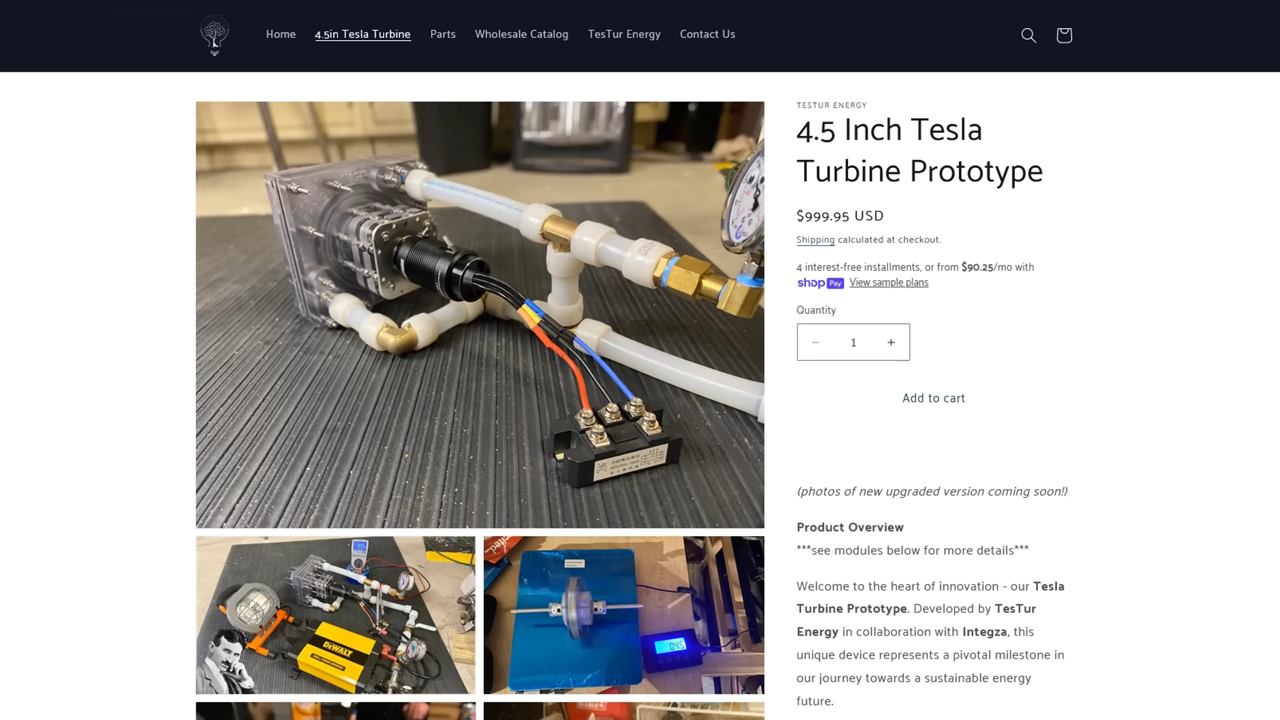 Home 4.5in Tesla Turbine Parts Wholesale Catalog TesTur Energy Contact Us
TESTUR ENERGY
4.5 Inch Tesla
Turbine Prototype
$999.95 USD
Shipping calculated at checkout.
4 interest-free installments, or from $90.25/mo with
shop Pay View sample plans
Quantity
− 1 +
Add to cart
(photos of new upgraded version coming soon!)
Product Overview
***see modules below for more details***
Welcome to the heart of innovation - our Tesla
Turbine Prototype. Developed by TesTur
Energy in collaboration with Integza, this
unique device represents a pivotal milestone in
our journey towards a sustainable energy
future.
DEWALT